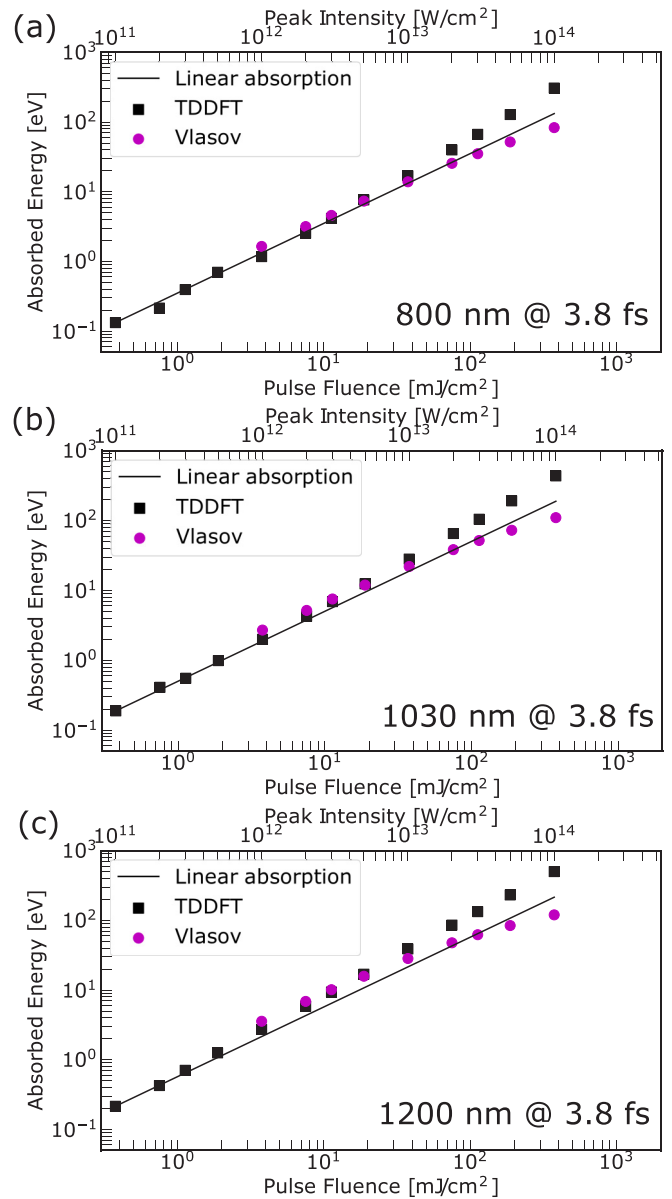 (a)
Peak Intensity [W/cm²]
10¹¹ 10¹² 10¹³ 10¹⁴
10³
10²
10¹
10⁰
10⁻¹
Absorbed Energy [eV]
Linear absorption
TDDFT
Vlasov
800 nm @ 3.8 fs
10⁰ 10¹ 10² 10³
Pulse Fluence [mJ/cm²]
(b)
Peak Intensity [W/cm²]
10¹¹ 10¹² 10¹³ 10¹⁴
10³
10²
10¹
10⁰
10⁻¹
Absorbed Energy [eV]
Linear absorption
TDDFT
Vlasov
1030 nm @ 3.8 fs
10⁰ 10¹ 10² 10³
Pulse Fluence [mJ/cm²]
(c)
Peak Intensity [W/cm²]
10¹¹ 10¹² 10¹³ 10¹⁴
10³
10²
10¹
10⁰
10⁻¹
Absorbed Energy [eV]
Linear absorption
TDDFT
Vlasov
1200 nm @ 3.8 fs
10⁰ 10¹ 10² 10³
Pulse Fluence [mJ/cm²]